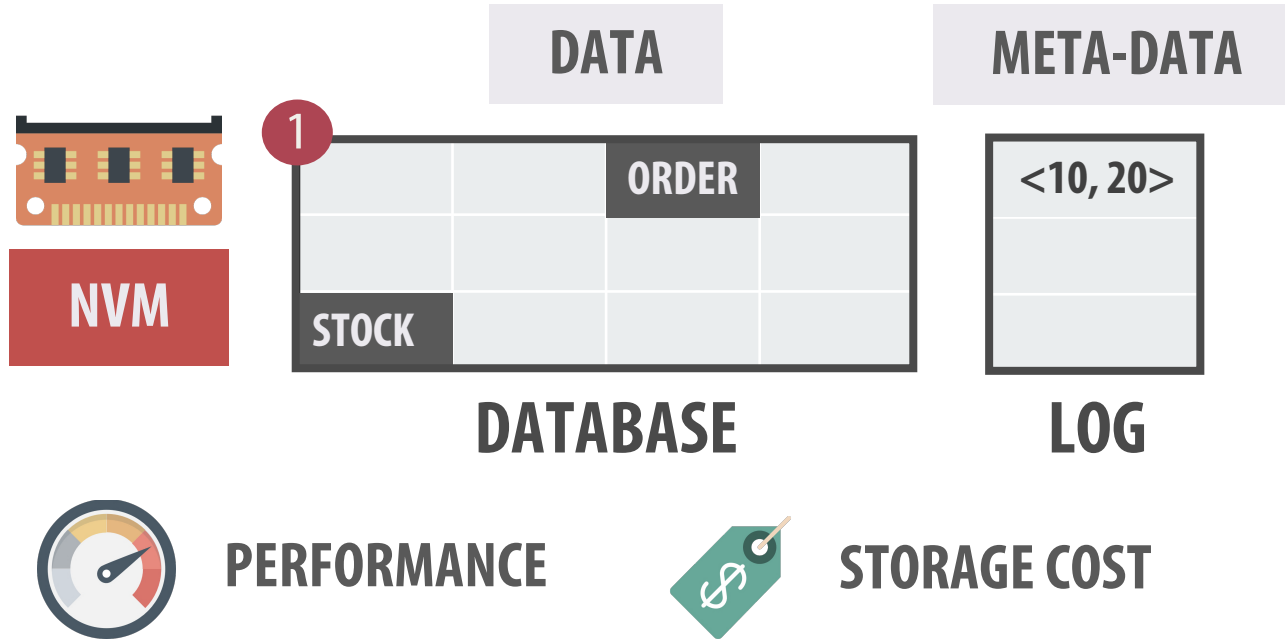 DATA
META-DATA
1
ORDER
<10, 20>
NVM
STOCK
DATABASE
LOG
PERFORMANCE
$
STORAGE COST